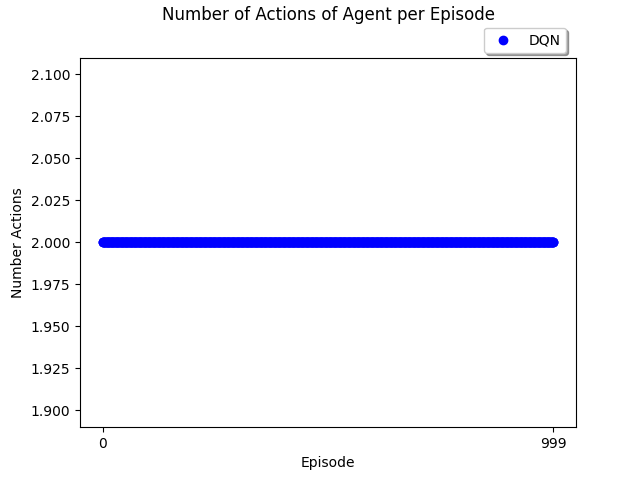 Number of Actions of Agent per Episode
DQN
2.100
2.075
2.050
2.025
2.000
1.975
1.950
1.925
1.900
Number Actions
0 999
Episode